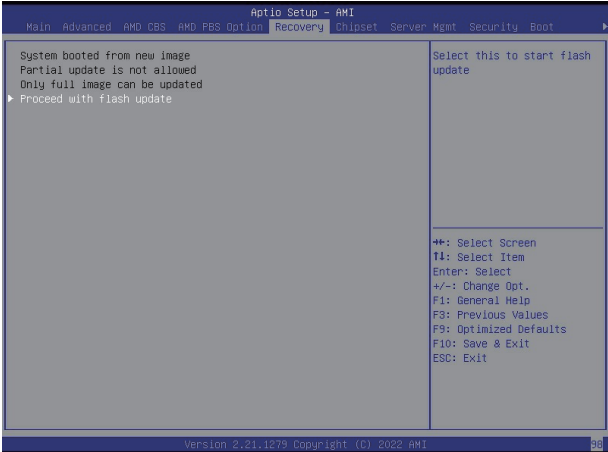 Aptio Setup - AMI
Main Advanced AMD CBS AMD PBS Option Recovery Chipset Server Mgmt Security Boot
System booted from new image
Partial update is not allowed
Only full image can be updated
Proceed with flash update
Select this to start flash
update
→←: Select Screen
↑↓: Select Item
Enter: Select
+/-: Change Opt.
F1: General Help
F3: Previous Values
F9: Optimized Defaults
F10: Save & Exit
ESC: Exit
Version 2.21.1279 Copyright (C) 2022 AMI
98